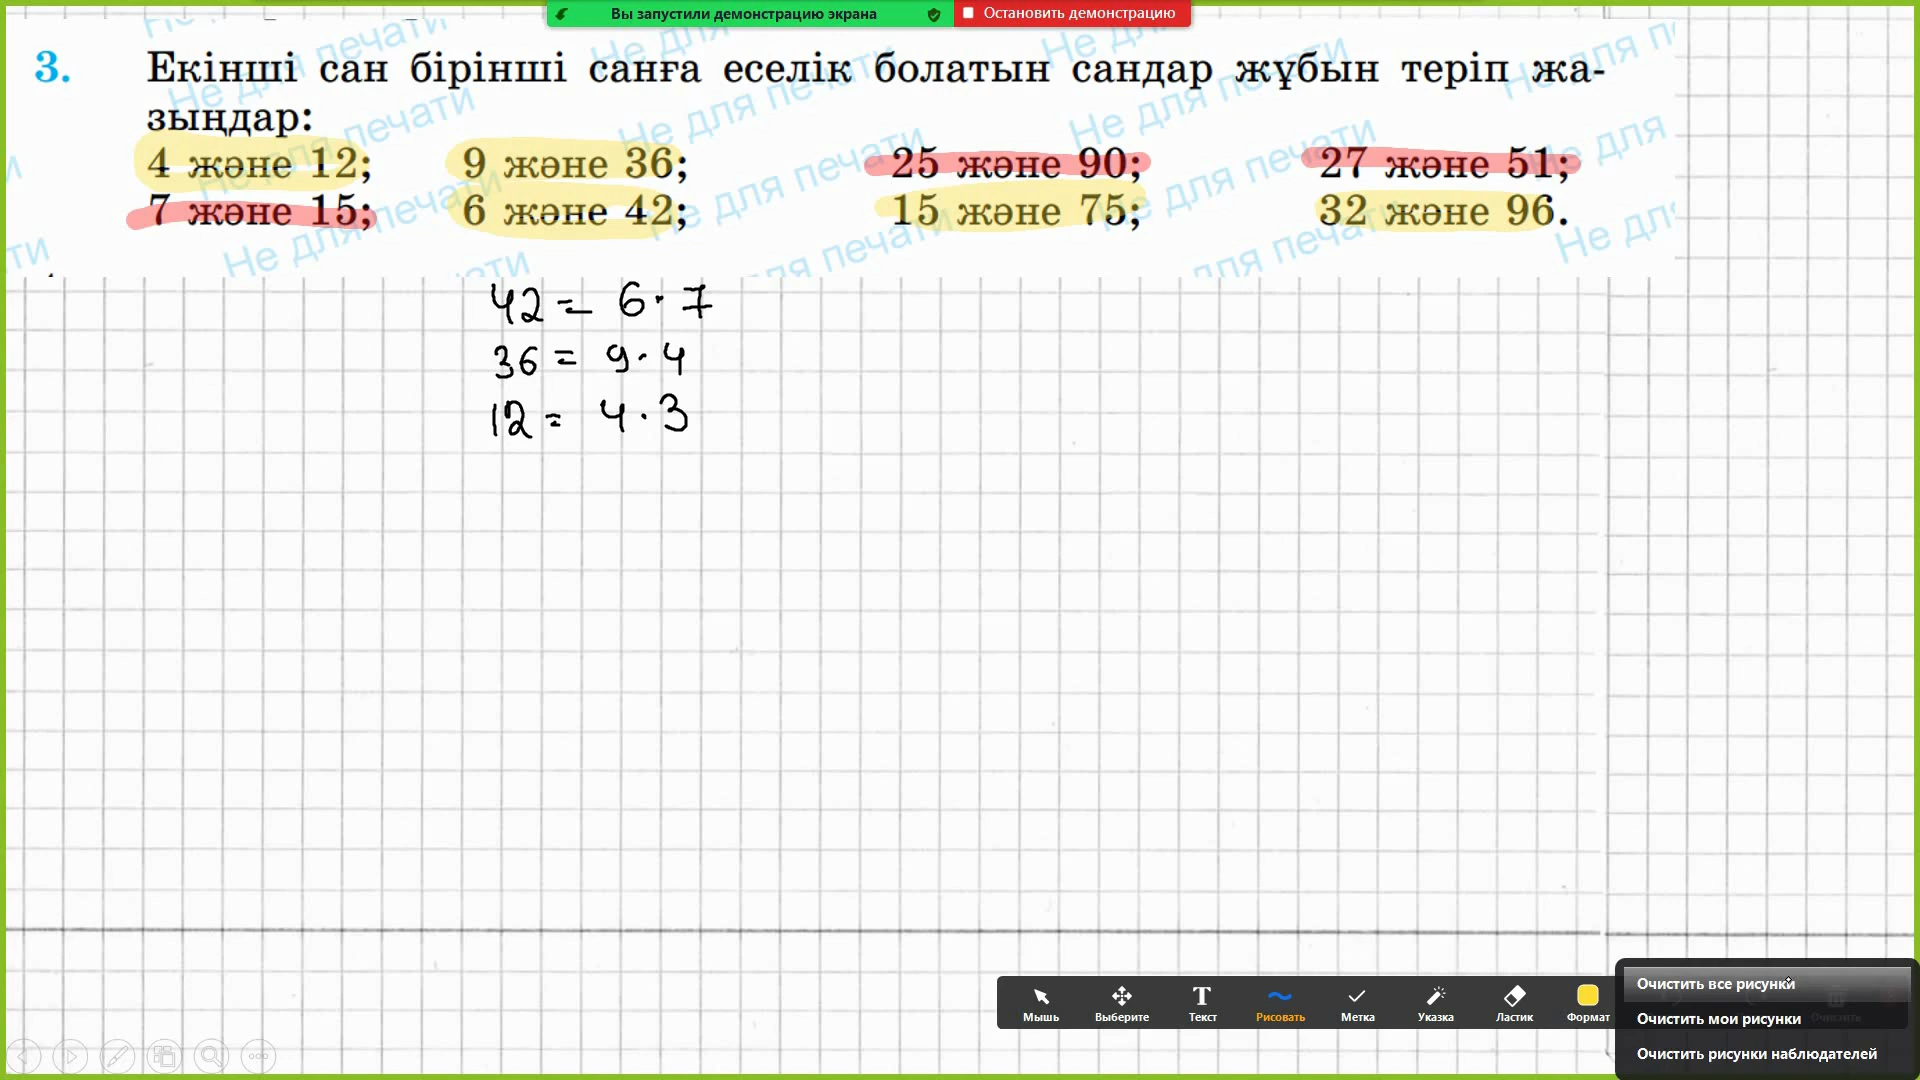 Вы запустили демонстрацию экрана
Остановить демонстрацию
3. Екінші сан бірінші санға еселік болатын сандар жұбын теріп жа-
зыңдар:
4 және 12; 9 және 36; 25 және 90; 27 және 51;
7 және 15; 6 және 42; 15 және 75; 32 және 96.
Не для печати
42 = 6 · 7
36 = 9 · 4
12 = 4 · 3
Мышь Выберите Текст Рисовать Метка Указка Ластик Формат
Очистить все рисунки
Очистить мои рисунки
Очистить рисунки наблюдателей